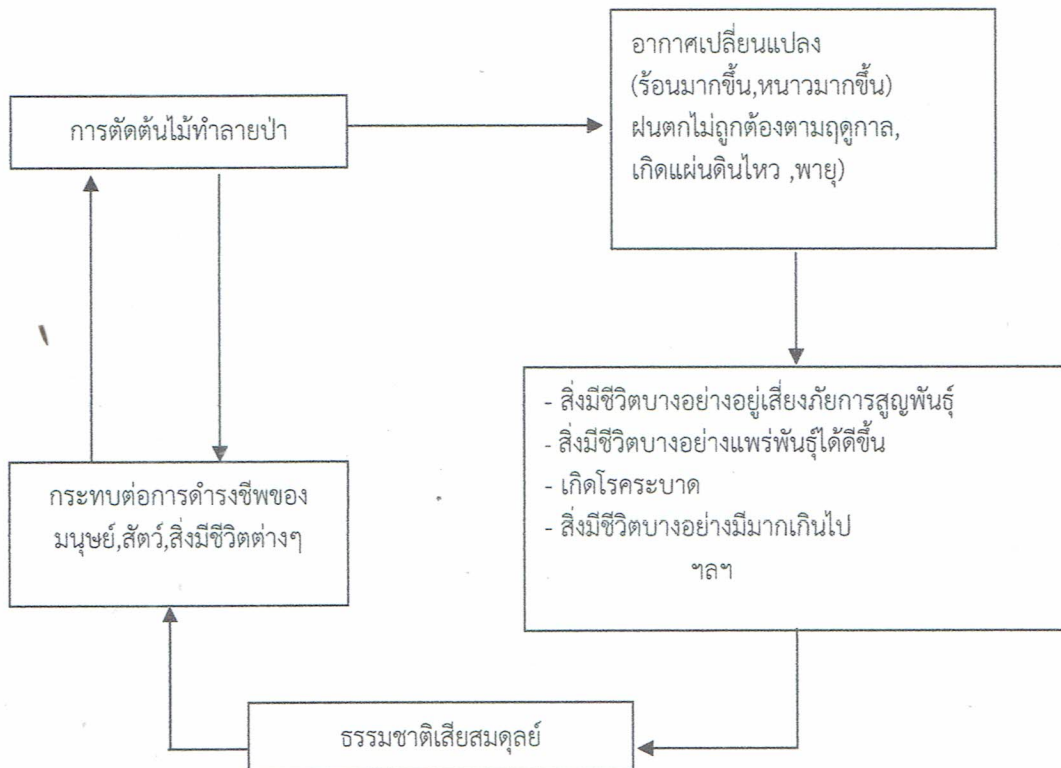 การตัดต้นไม้ทำลายป่า
อากาศเปลี่ยนแปลง
(ร้อนมากขึ้น,หนาวมากขึ้น)
ฝนตกไม่ถูกต้องตามฤดูกาล,
เกิดแผ่นดินไหว ,พายุ)
- สิ่งมีชีวิตบางอย่างอยู่เสี่ยงภัยการสูญพันธุ์
- สิ่งมีชีวิตบางอย่างแพร่พันธุ์ได้ดีขึ้น
- เกิดโรคระบาด
- สิ่งมีชีวิตบางอย่างมีมากเกินไป
ฯลฯ
ธรรมชาติเสียสมดุลย์
กระทบต่อการดำรงชีพของ
มนุษย์,สัตว์,สิ่งมีชีวิตต่างๆ